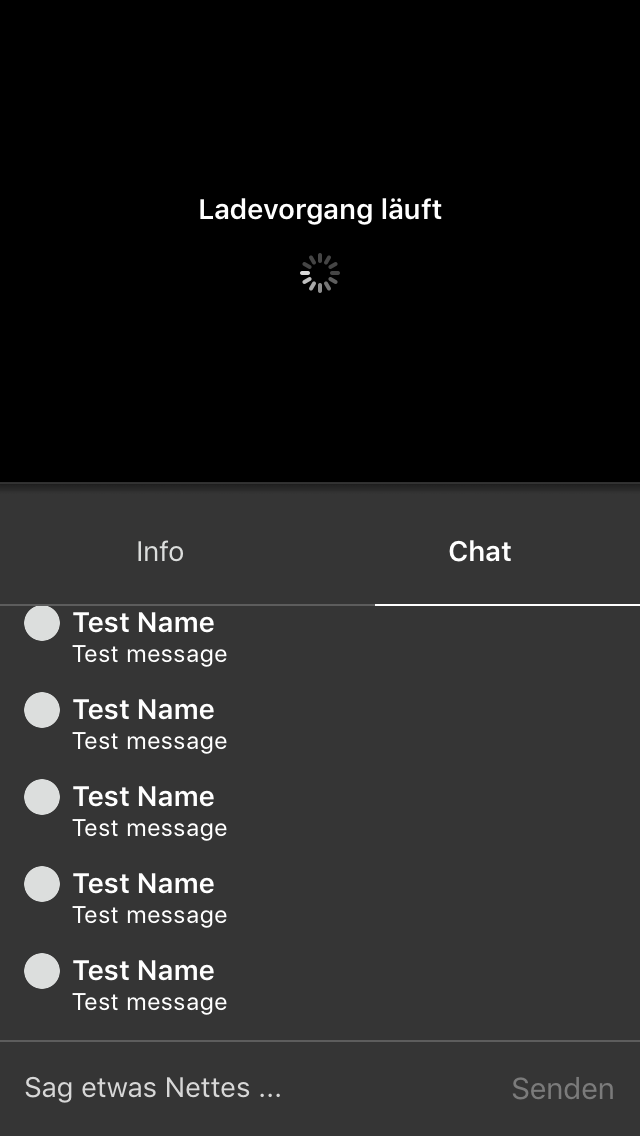 Ladevorgang läuft
Info
Chat
Test Name
Test message
Test Name
Test message
Test Name
Test message
Test Name
Test message
Test Name
Test message
Sag etwas Nettes ...
Senden